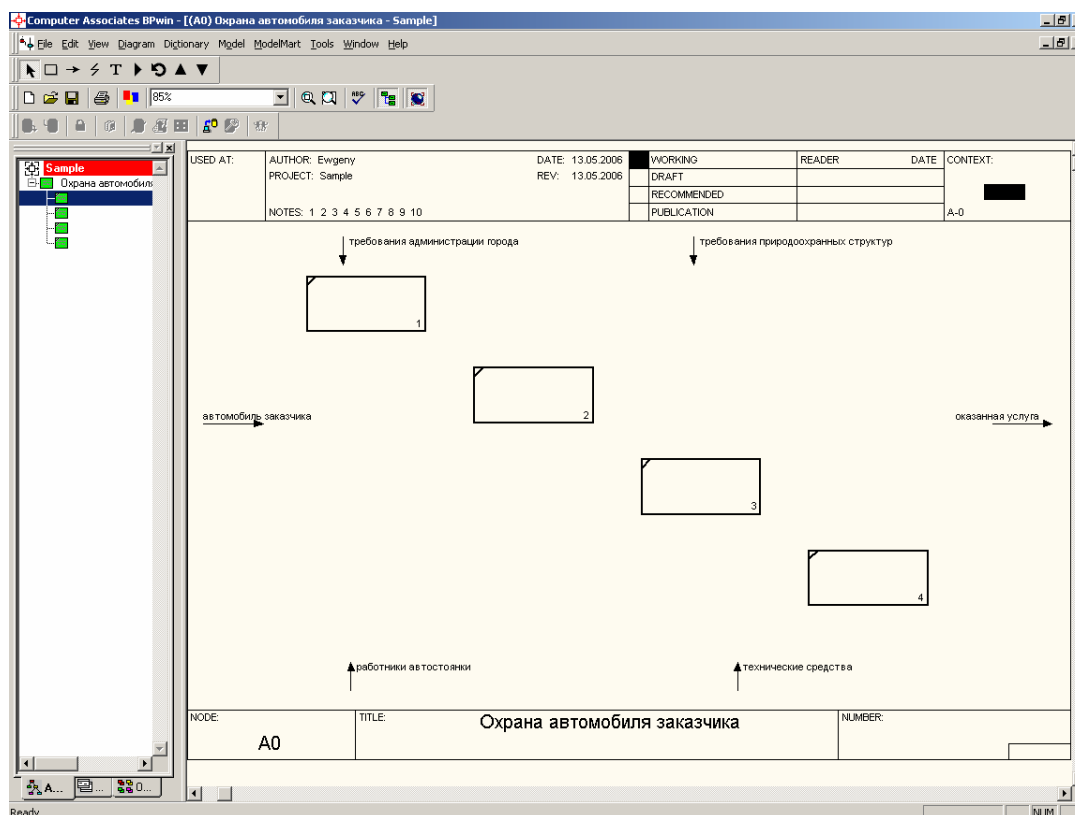 Computer Associates BPwin - [(A0) Охрана автомобиля заказчика - Sample]
File Edit View Diagram Dictionary Model ModelMart Tools Window Help
85%
Sample
Охрана автомобиля
USED AT: AUTHOR: Ewgeny DATE: 13.05.2006 WORKING READER DATE CONTEXT:
PROJECT: Sample REV: 13.05.2006 DRAFT
RECOMMENDED
NOTES: 1 2 3 4 5 6 7 8 9 10 PUBLICATION A-0
требования администрации города требования природоохранных структур
1
2
автомобиль заказчика оказанная услуга
3
4
работники автостоянки технические средства
NODE: TITLE: Охрана автомобиля заказчика NUMBER:
A0
A... ... O...
Ready NUM